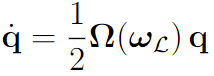 q̇ = 1/2 Ω(ω_ℒ) q